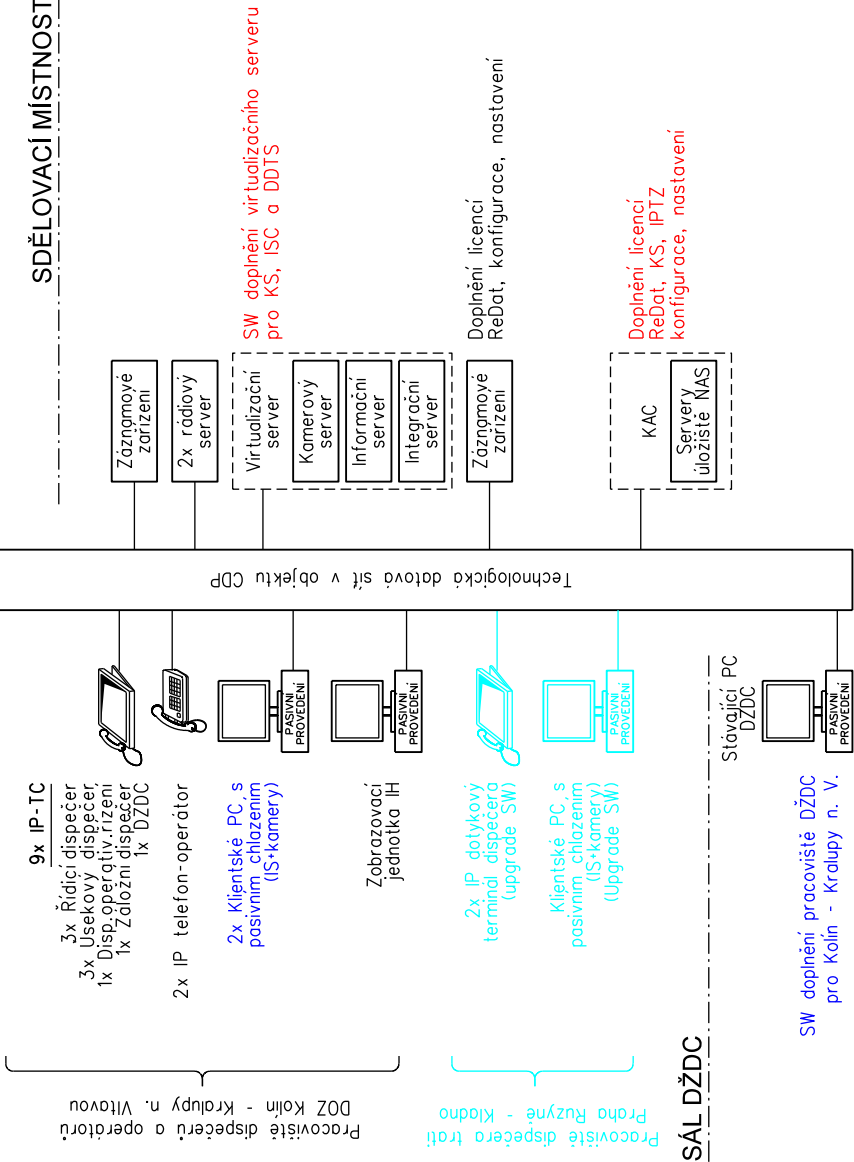 SDĚLOVACÍ MÍSTNOST
SW doplnění virtualizačního serveru
pro KS, ISC a DDTS
Doplnění licencí
ReDat, konfigurace, nastavení
Doplnění licencí
ReDat, KS, IPTZ
konfigurace, nastavení
Záznamové
zařízení
2x rádiový
server
Virtualizační
server
Kamerový
server
Informační
server
Integrační
server
Záznamové
zařízení
KAC
Servery
úložiště NAS
Technologická datová síť v objektu CDP
PASIVNÍ
PROVEDENÍ
PASIVNÍ
PROVEDENÍ
PASIVNÍ
PROVEDENÍ
Stávající PC
DŽDC
PASIVNÍ
PROVEDENÍ
9x IP-TC
3x Řídicí dispečer
3x Úsekový dispečer
1x Disp.operativ.řízení
1x Záložní dispečer
1x DŽDC
2x IP telefon-operátor
2x Klientské PC, s
pasivním chlazením
(IS+kamery)
Zobrazovací
jednotka IH
2x IP dotykový
terminál dispečera
(upgrade SW)
Klientské PC, s
pasivním chlazením
(IS+kamery)
(Upgrade SW)
SW doplnění pracoviště DŽDC
pro Kolín - Kralupy n. V.
Pracoviště dispečerů a operátorů
DOZ Kolín - Kralupy n. Vltavou
Pracoviště dispečera trati
Praha Ruzyně - Kladno
SÁL DŽDC